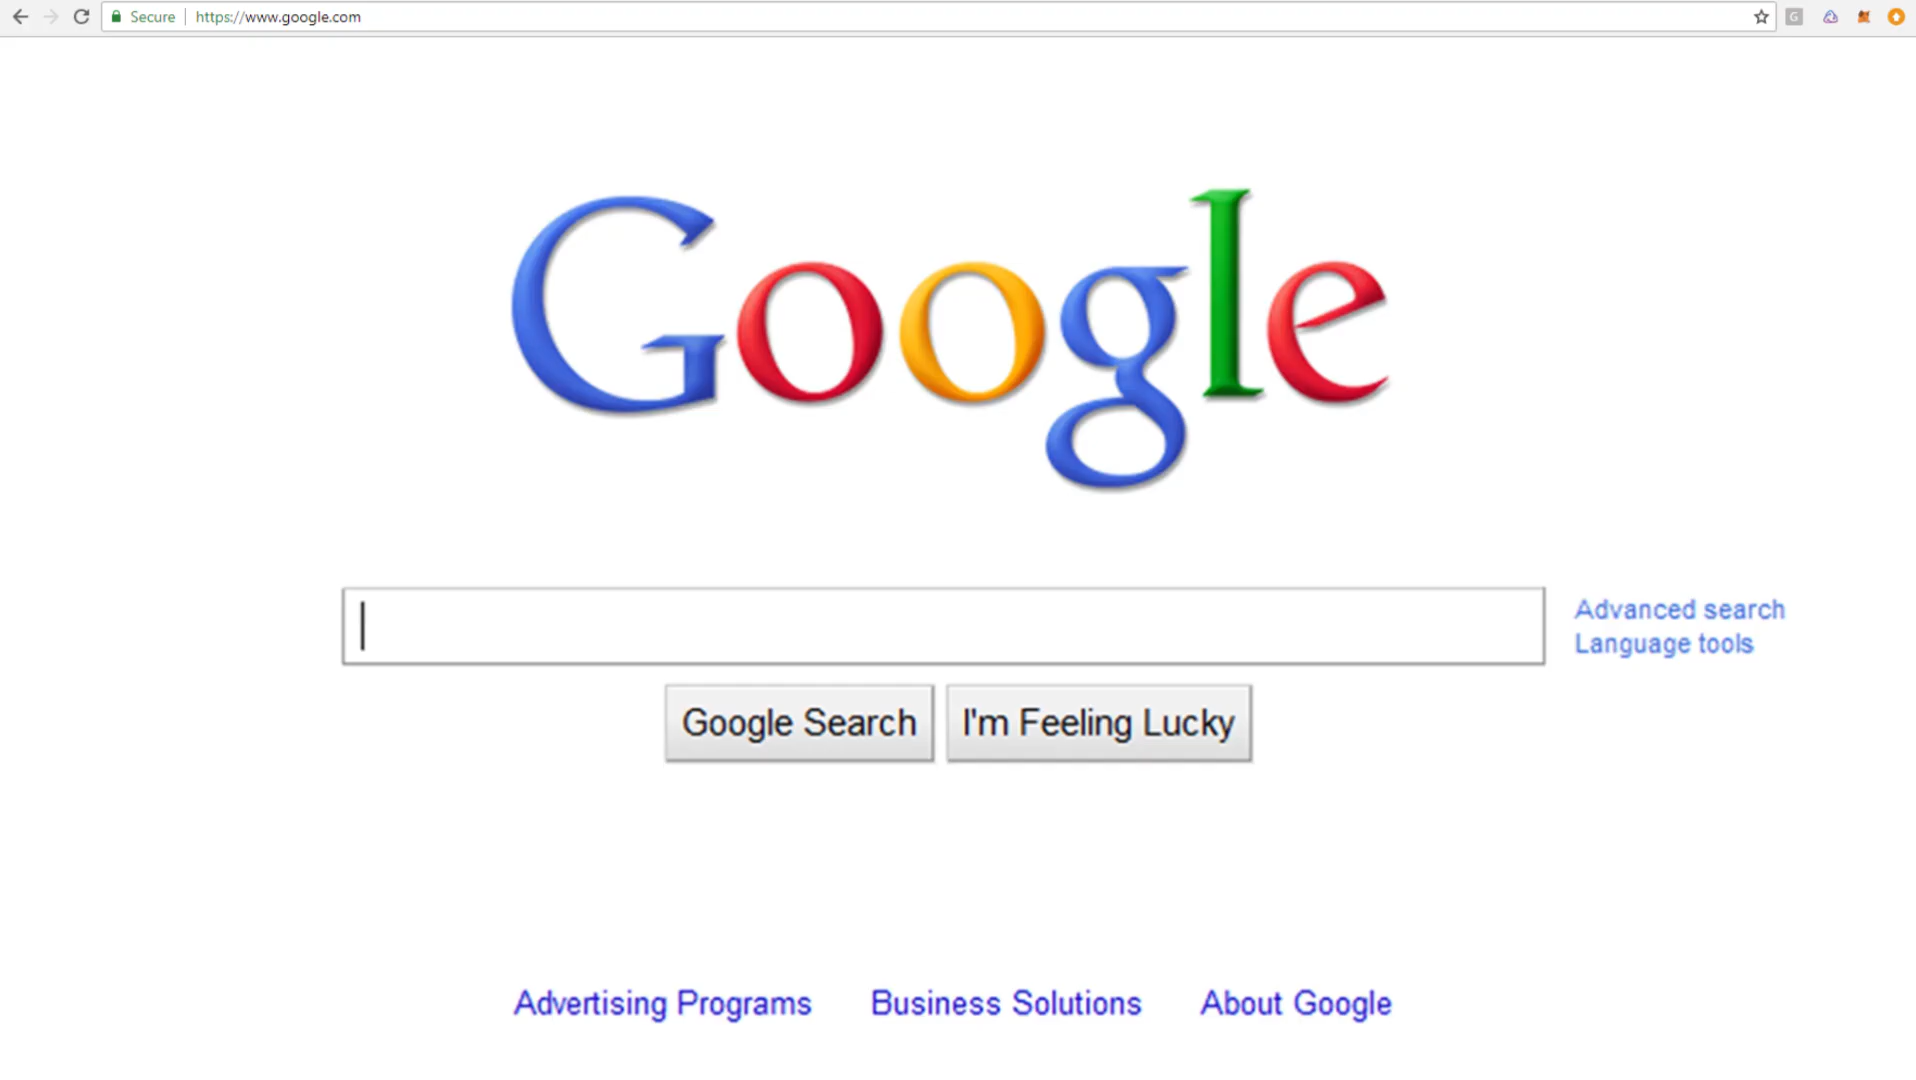 Secure https://www.google.com
Google
Advanced search
Language tools
Google Search I'm Feeling Lucky
Advertising Programs Business Solutions About Google